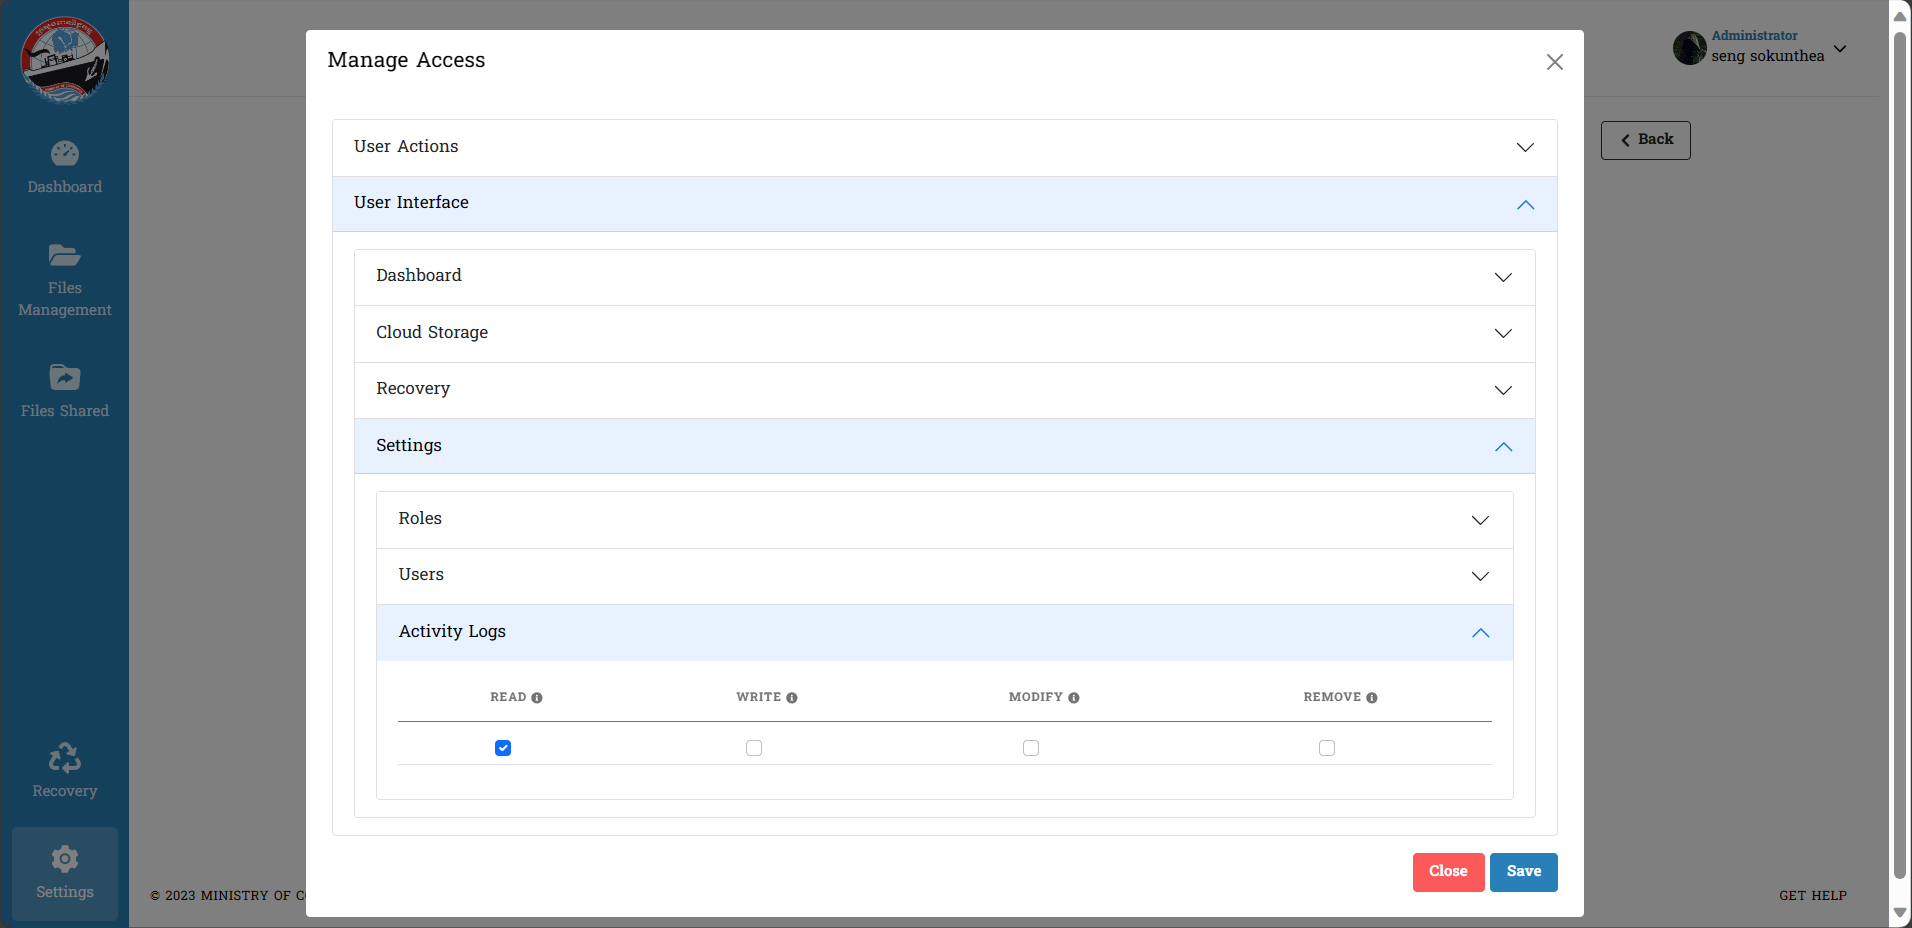 Manage Access
Administrator
seng sokunthea
Back
Dashboard
Files
Management
Files Shared
Recovery
Settings
User Actions
User Interface
Dashboard
Cloud Storage
Recovery
Settings
Roles
Users
Activity Logs
READ WRITE MODIFY REMOVE
Close Save
© 2023 MINISTRY OF
GET HELP